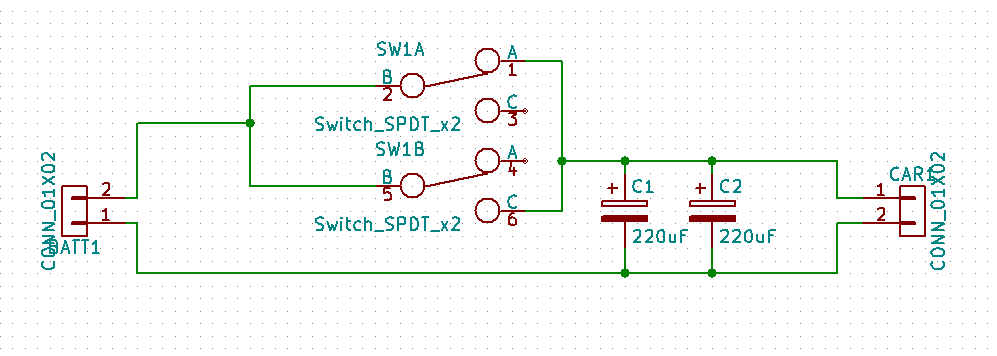 SW1A
A
1
B
2
C
3
Switch_SPDT_x2
SW1B
A
4
B
5
C
6
Switch_SPDT_x2
CONN_01X02
2
1
BATT1
+ C1
220uF
+ C2
220uF
CAR1
1
2
CONN_01X02